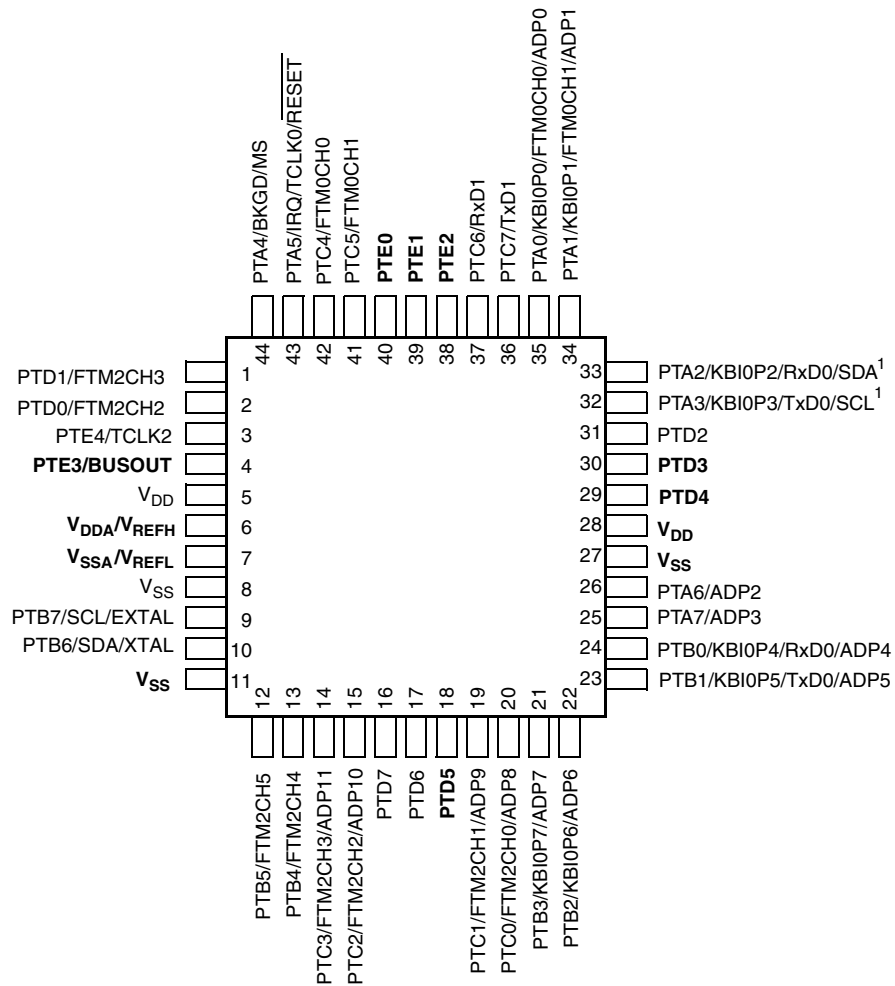 PTA4/BKGD/MS
PTA5/IRQ/TCLK0/RESET
PTC4/FTM0CH0
PTC5/FTM0CH1
PTE0
PTE1
PTE2
PTC6/RxD1
PTC7/TxD1
PTA0/KBI0P0/FTM0CH0/ADP0
PTA1/KBI0P1/FTM0CH1/ADP1
44 43 42 41 40 39 38 37 36 35 34
PTD1/FTM2CH3 1
PTD0/FTM2CH2 2
PTE4/TCLK2 3
PTE3/BUSOUT 4
VDD 5
VDDA/VREFH 6
VSSA/VREFL 7
VSS 8
PTB7/SCL/EXTAL 9
PTB6/SDA/XTAL 10
VSS 11
33 PTA2/KBI0P2/RxD0/SDA1
32 PTA3/KBI0P3/TxD0/SCL1
31 PTD2
30 PTD3
29 PTD4
28 VDD
27 VSS
26 PTA6/ADP2
25 PTA7/ADP3
24 PTB0/KBI0P4/RxD0/ADP4
23 PTB1/KBI0P5/TxD0/ADP5
12 13 14 15 16 17 18 19 20 21 22
PTB5/FTM2CH5
PTB4/FTM2CH4
PTC3/FTM2CH3/ADP11
PTC2/FTM2CH2/ADP10
PTD7
PTD6
PTD5
PTC1/FTM2CH1/ADP9
PTC0/FTM2CH0/ADP8
PTB3/KBI0P7/ADP7
PTB2/KBI0P6/ADP6